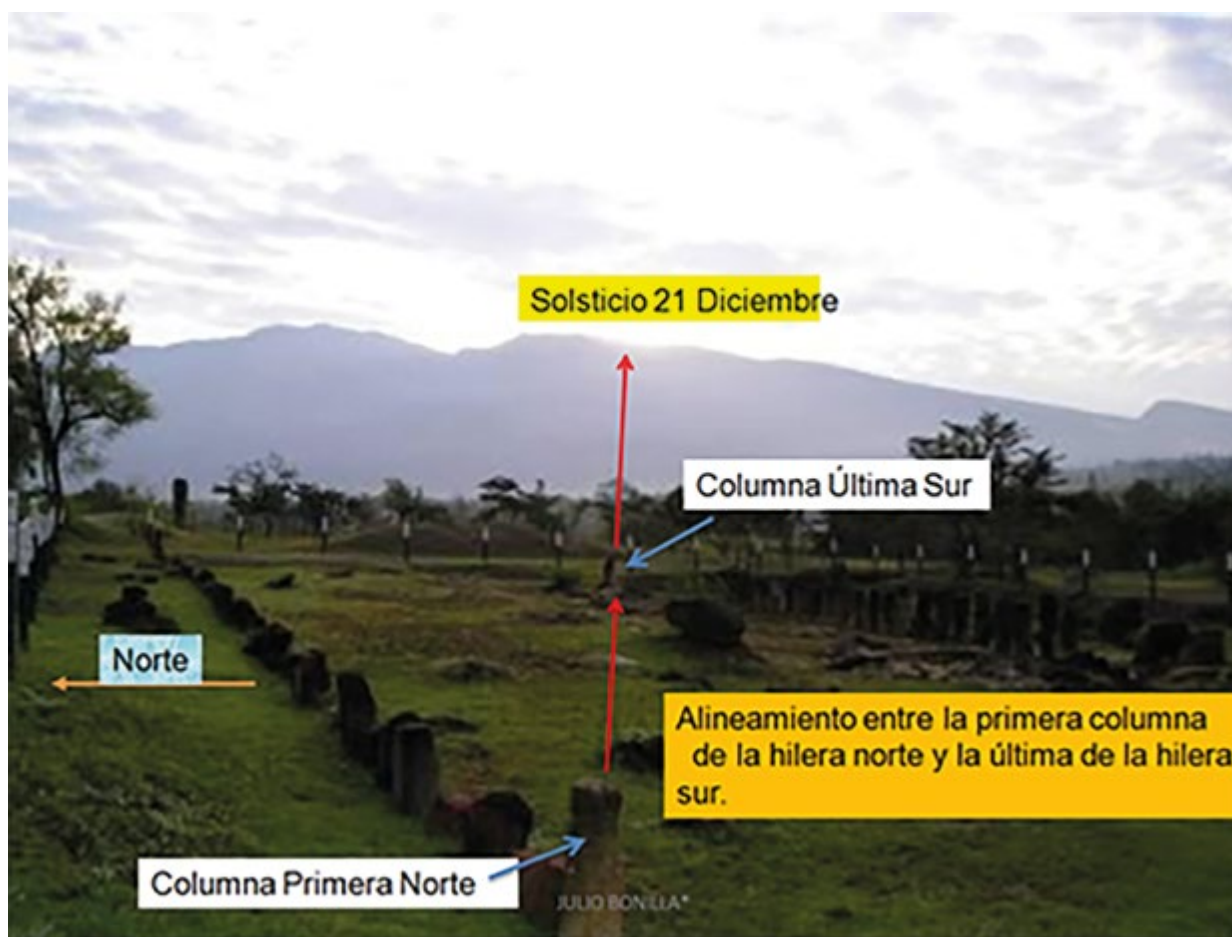 Solsticio 21 Diciembre
Columna Última Sur
Norte
Alineamiento entre la primera columna
de la hilera norte y la última de la hilera
sur.
Columna Primera Norte
JULIO BONILLA*